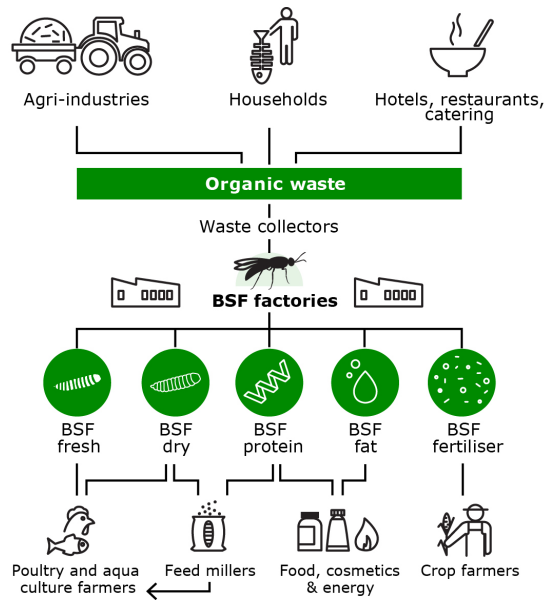 Agri-industries
Households
Hotels, restaurants,
catering
Organic waste
Waste collectors
BSF factories
BSF
fresh
BSF
dry
BSF
protein
BSF
fat
BSF
fertiliser
Poultry and aqua
culture farmers
Feed millers
Food, cosmetics
& energy
Crop farmers